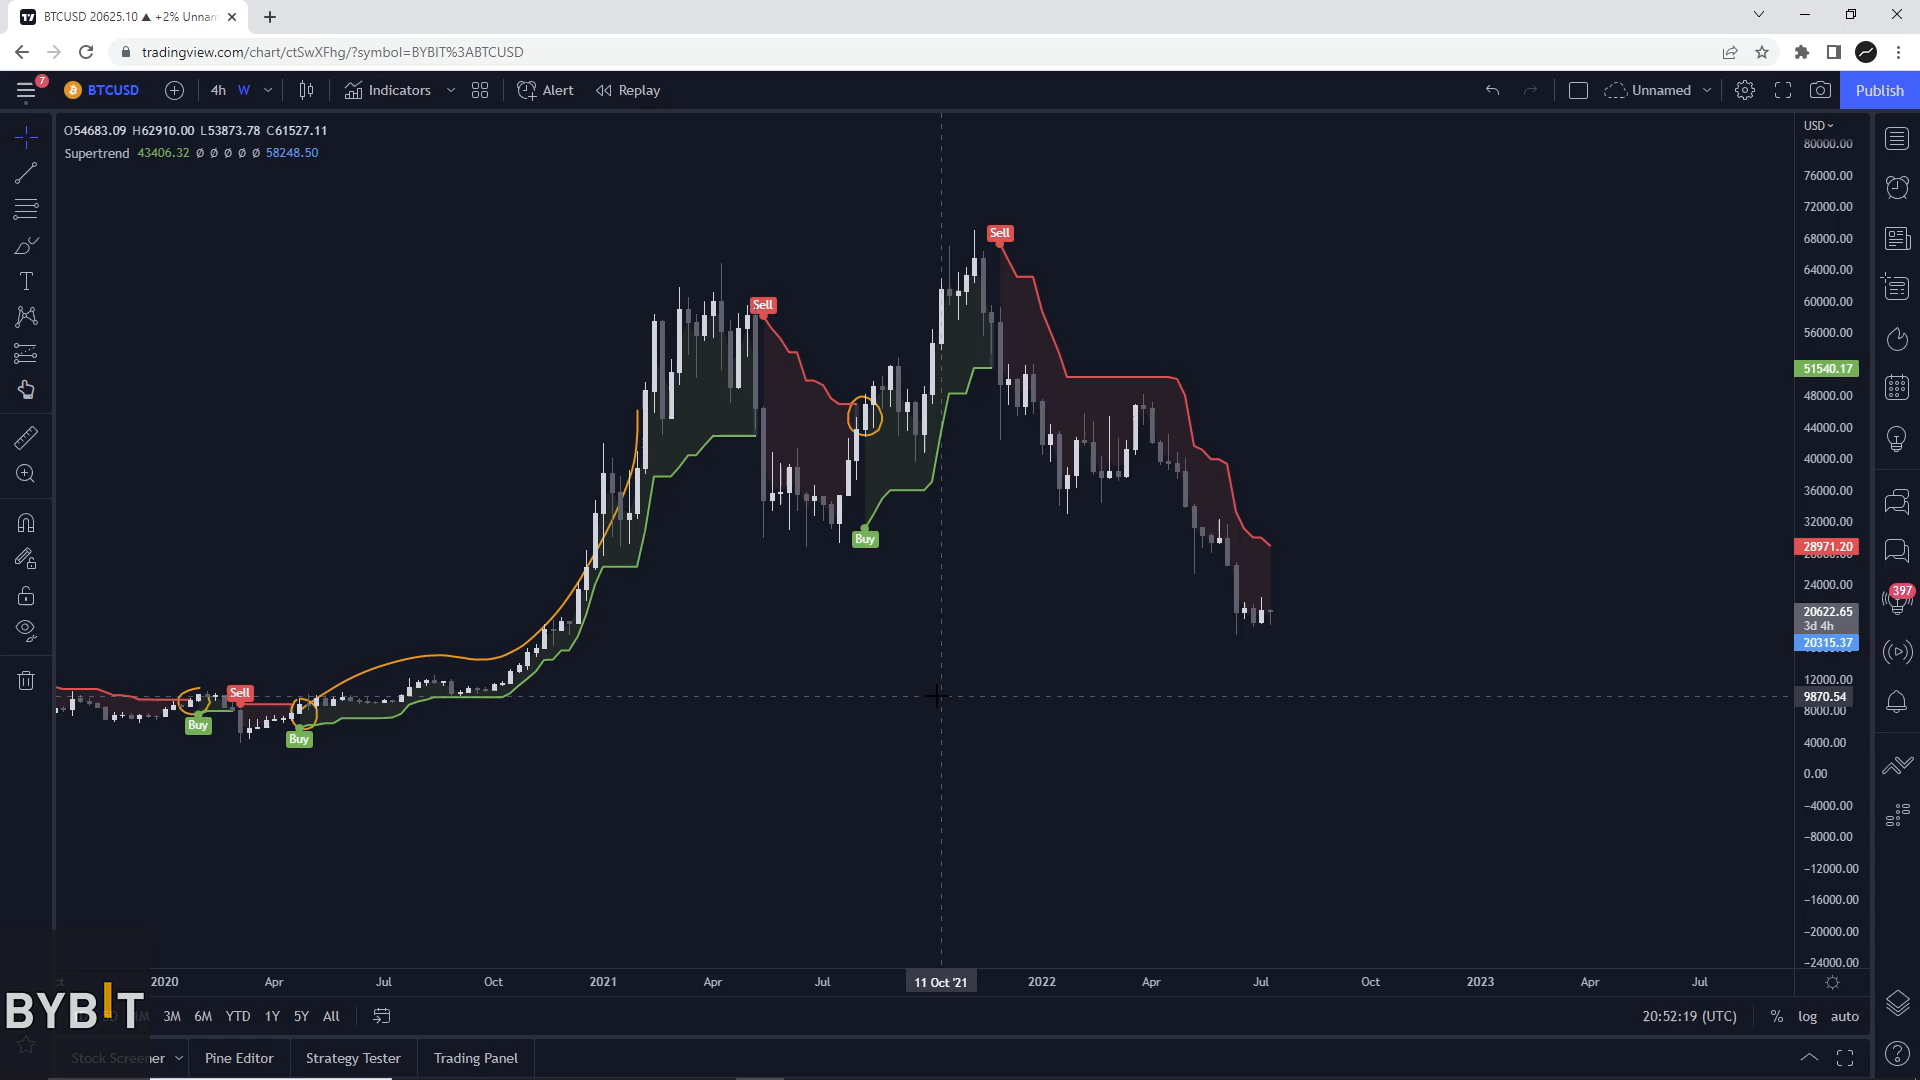 BTCUSD 20625.10 ▲ +2% Unnam
tradingview.com/chart/ctSwXFhg/?symbol=BYBIT%3ABTCUSD
7
BTCUSD 4h W Indicators Alert Replay Unnamed Publish
O54683.09 H62910.00 L53873.78 C61527.11
Supertrend 43406.32 ø ø ø ø ø 58248.50
USD
80000.00
76000.00
72000.00
68000.00
64000.00
60000.00
56000.00
51540.17
48000.00
44000.00
40000.00
36000.00
32000.00
28971.20
24000.00
20622.65
3d 4h
20315.37
12000.00
9870.54
8000.00
4000.00
0.00
−4000.00
−8000.00
−12000.00
−16000.00
−20000.00
−24000.00
Sell
Sell
Buy
Sell
Buy
Buy
397
2020 Apr Jul Oct 2021 Apr Jul 11 Oct '21 2022 Apr Jul Oct 2023 Apr Jul
BYBIT
3M 6M YTD 1Y 5Y All 20:52:19 (UTC) % log auto
Stock Screener Pine Editor Strategy Tester Trading Panel